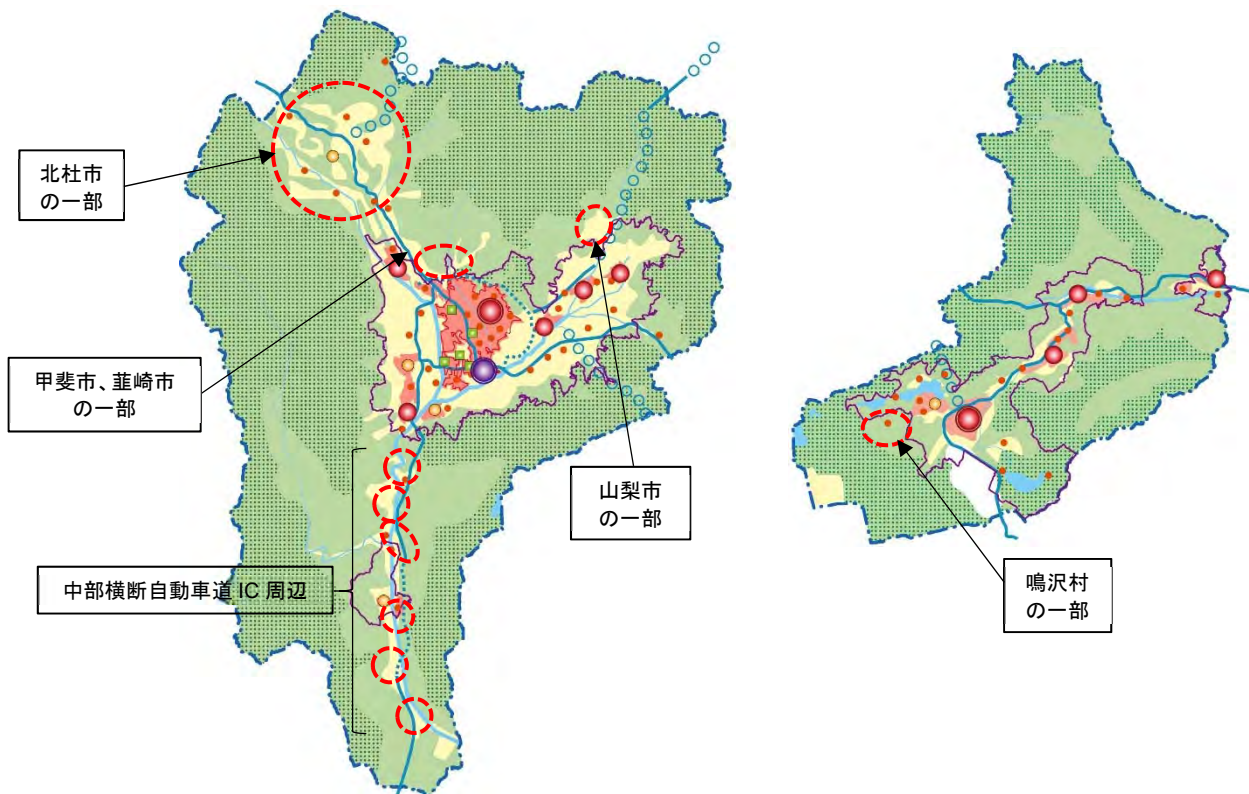 北杜市
の一部
甲斐市、韮崎市
の一部
中部横断自動車道 IC 周辺
山梨市
の一部
鳴沢村
の一部